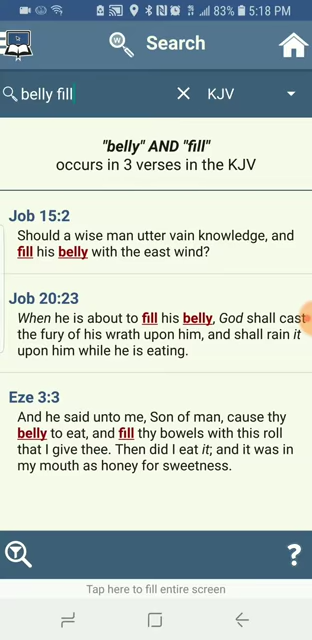 83% 5:18 PM
Search
belly fill
KJV
"belly" AND "fill"
occurs in 3 verses in the KJV
Job 15:2
Should a wise man utter vain knowledge, and
fill his belly with the east wind?
Job 20:23
When he is about to fill his belly, God shall cast
the fury of his wrath upon him, and shall rain it
upon him while he is eating.
Eze 3:3
And he said unto me, Son of man, cause thy
belly to eat, and fill thy bowels with this roll
that I give thee. Then did I eat it; and it was in
my mouth as honey for sweetness.
?
Tap here to fill entire screen